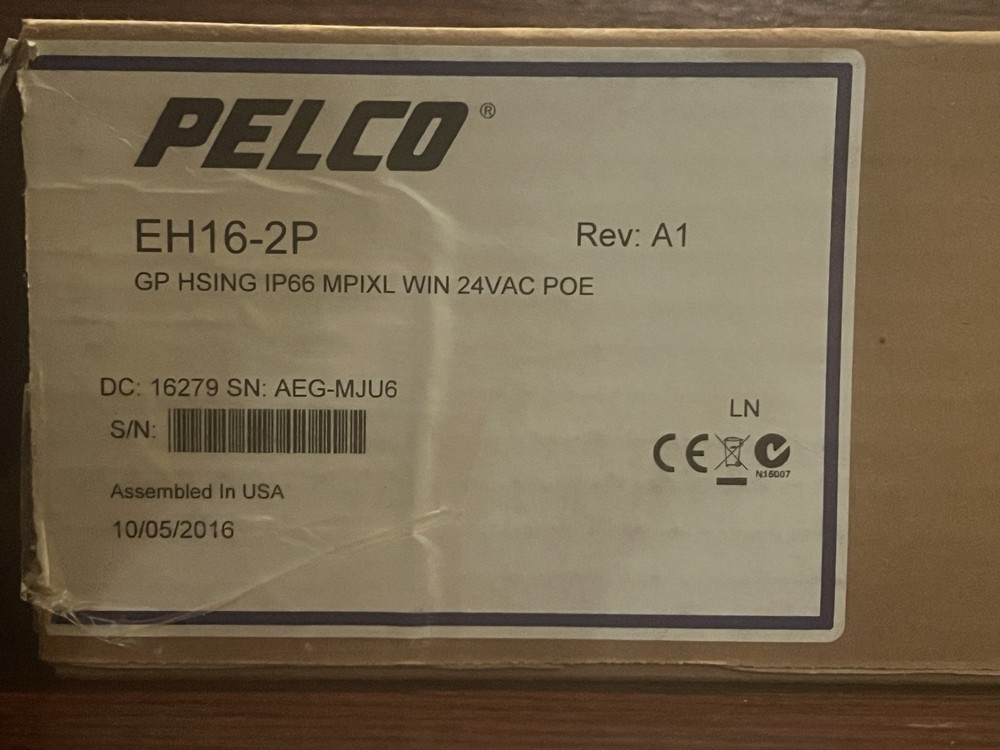 PELCO®
EH16-2P
Rev: A1
GP HSING IP66 MPIXL WIN 24VAC POE
DC: 16279 SN: AEG-MJU6
S/N:
LN
CE
N15007
Assembled In USA
10/05/2016